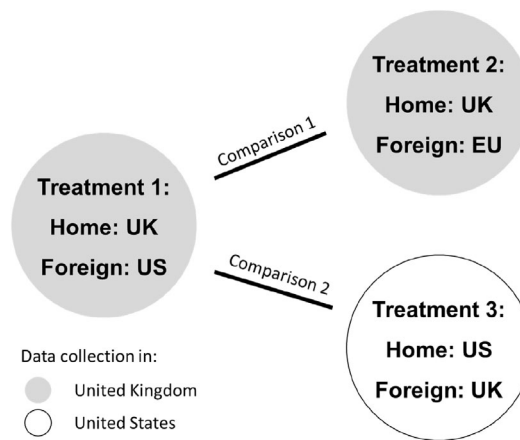 Treatment 1:
Home: UK
Foreign: US
Comparison 1
Treatment 2:
Home: UK
Foreign: EU
Comparison 2
Treatment 3:
Home: US
Foreign: UK
Data collection in:
United Kingdom
United States